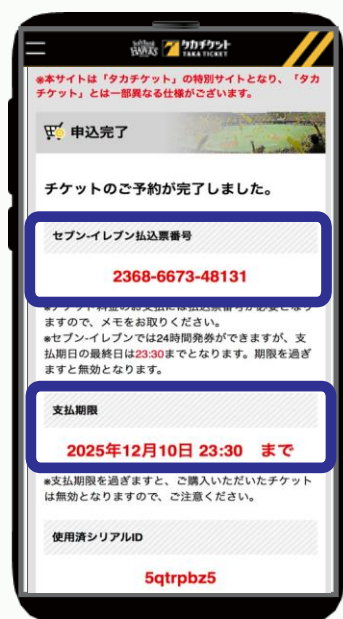 SoftBank HAWKS タカチケット
TAKA TICKET
※本サイトは「タカチケット」の特別サイトとなり、「タカ
チケット」とは一部異なる仕様がございます。
申込完了
チケットのご予約が完了しました。
セブン-イレブン払込票番号
2368-6673-48131
※チケット料金のお支払には払込票番号が必要となり
ますので、メモをお取りください。
※セブン-イレブンでは24時間発券ができますが、支
払期日の最終日は23:30までとなります。期限を過ぎ
ますと無効となります。
支払期限
2025年12月10日 23:30 まで
※支払期限を過ぎますと、ご購入いただいたチケット
は無効となりますので、ご注意ください。
使用済シリアルID
5qtrpbz5